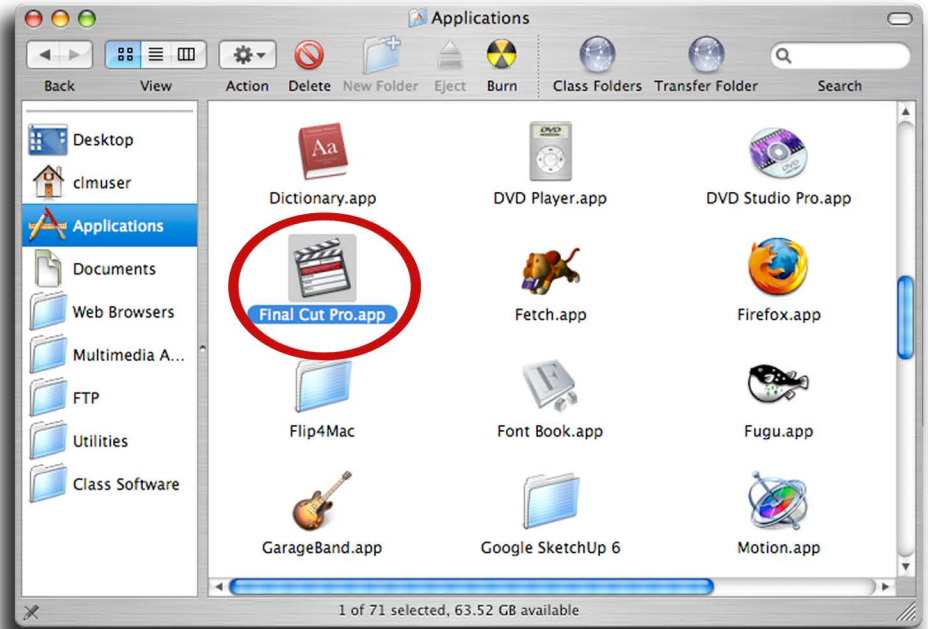 Applications
Back View Action Delete New Folder Eject Burn Class Folders Transfer Folder Search
Desktop
clmuser
Applications
Documents
Web Browsers
Multimedia A...
FTP
Utilities
Class Software
Aa
DVD
Dictionary.app DVD Player.app DVD Studio Pro.app
Final Cut Pro.app Fetch.app Firefox.app
F
Flip4Mac Font Book.app Fugu.app
GarageBand.app Google SketchUp 6 Motion.app
1 of 71 selected, 63.52 GB available